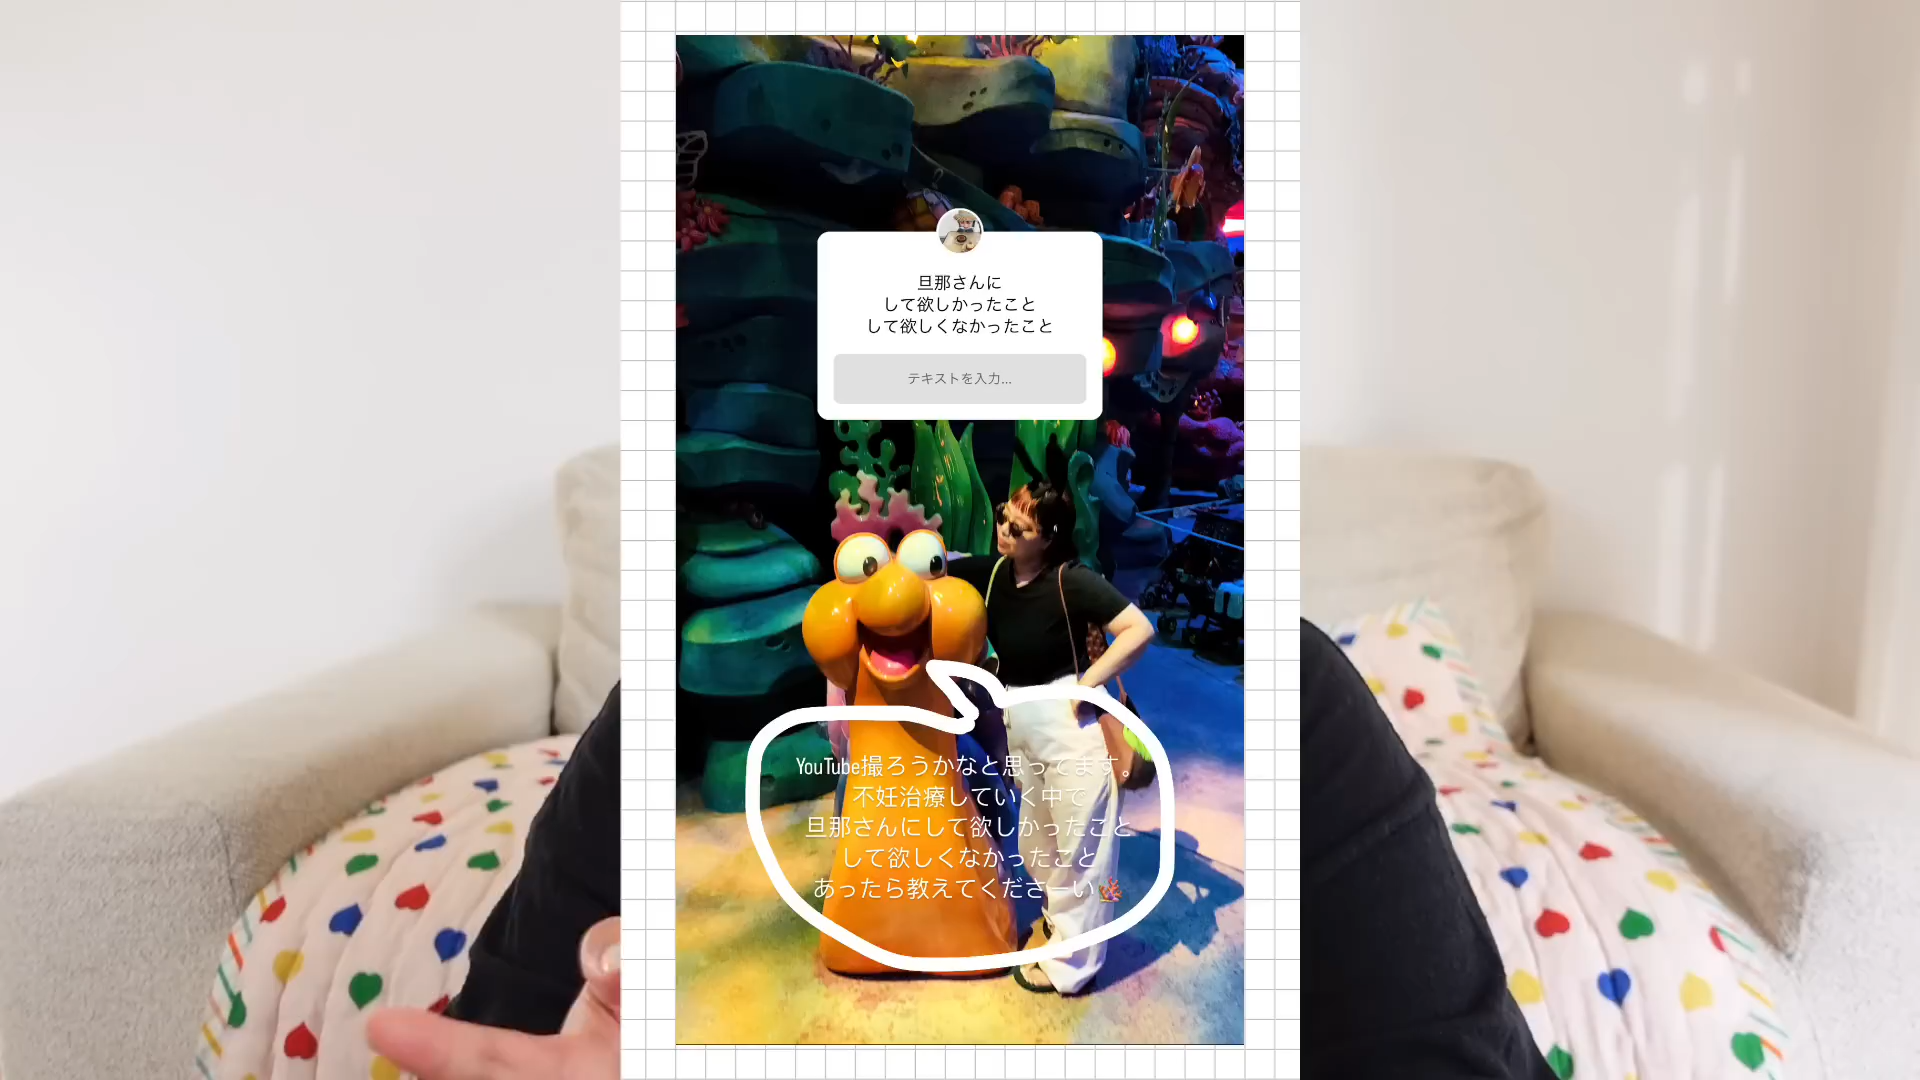 旦那さんに
して欲しかったこと
して欲しくなかったこと
テキストを入力...
YouTube撮ろうかなと思ってます。
不妊治療していく中で
旦那さんにして欲しかったこと
して欲しくなかったこと
あったら教えてくださーい🪸